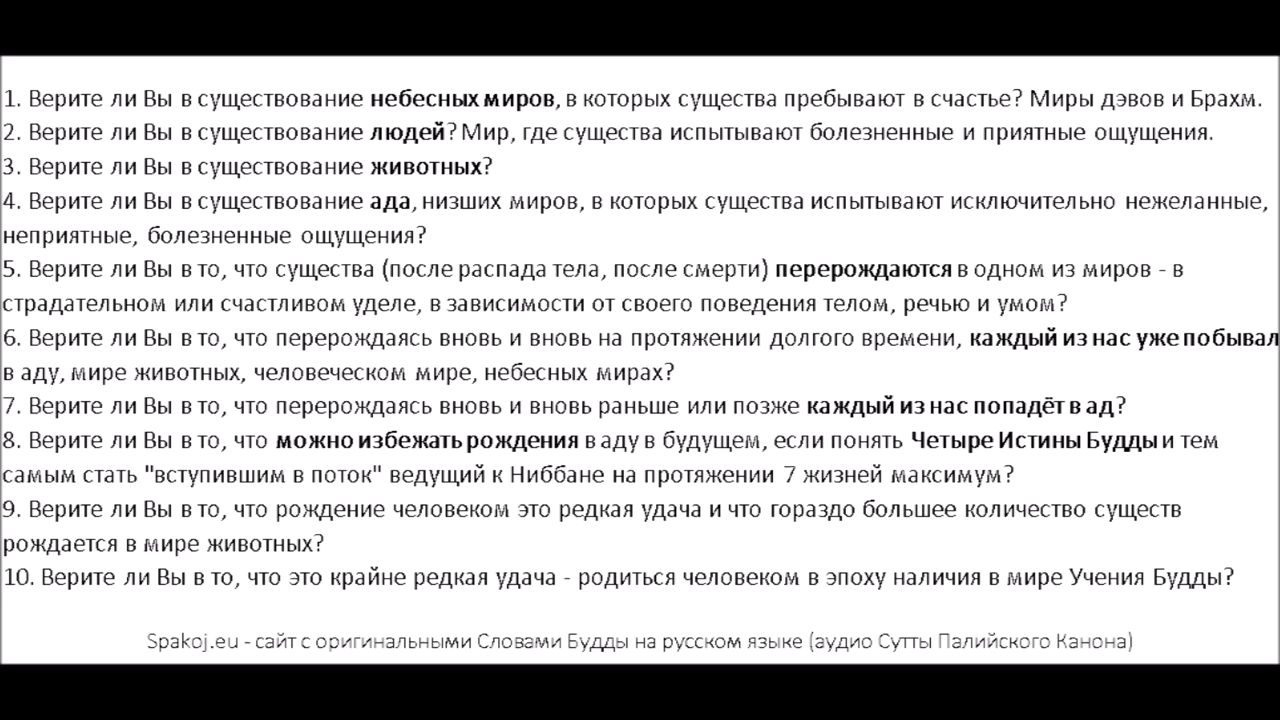 1. Верите ли Вы в существование небесных миров, в которых существа пребывают в счастье? Миры дэвов и Брахм.
2. Верите ли Вы в существование людей? Мир, где существа испытывают болезненные и приятные ощущения.
3. Верите ли Вы в существование животных?
4. Верите ли Вы в существование ада, низших миров, в которых существа испытывают исключительно нежеланные,
неприятные, болезненные ощущения?
5. Верите ли Вы в то, что существа (после распада тела, после смерти) перерождаются в одном из миров - в
страдательном или счастливом уделе, в зависимости от своего поведения телом, речью и умом?
6. Верите ли Вы в то, что перерождаясь вновь и вновь на протяжении долгого времени, каждый из нас уже побывал
в аду, мире животных, человеческом мире, небесных мирах?
7. Верите ли Вы в то, что перерождаясь вновь и вновь раньше или позже каждый из нас попадёт в ад?
8. Верите ли Вы в то, что можно избежать рождения в аду в будущем, если понять Четыре Истины Будды и тем
самым стать "вступившим в поток" ведущий к Ниббане на протяжении 7 жизней максимум?
9. Верите ли Вы в то, что рождение человеком это редкая удача и что гораздо большее количество существ
рождается в мире животных?
10. Верите ли Вы в то, что это крайне редкая удача - родиться человеком в эпоху наличия в мире Учения Будды?
Spakoj.eu - сайт с оригинальными Словами Будды на русском языке (аудио Сутты Палийского Канона)